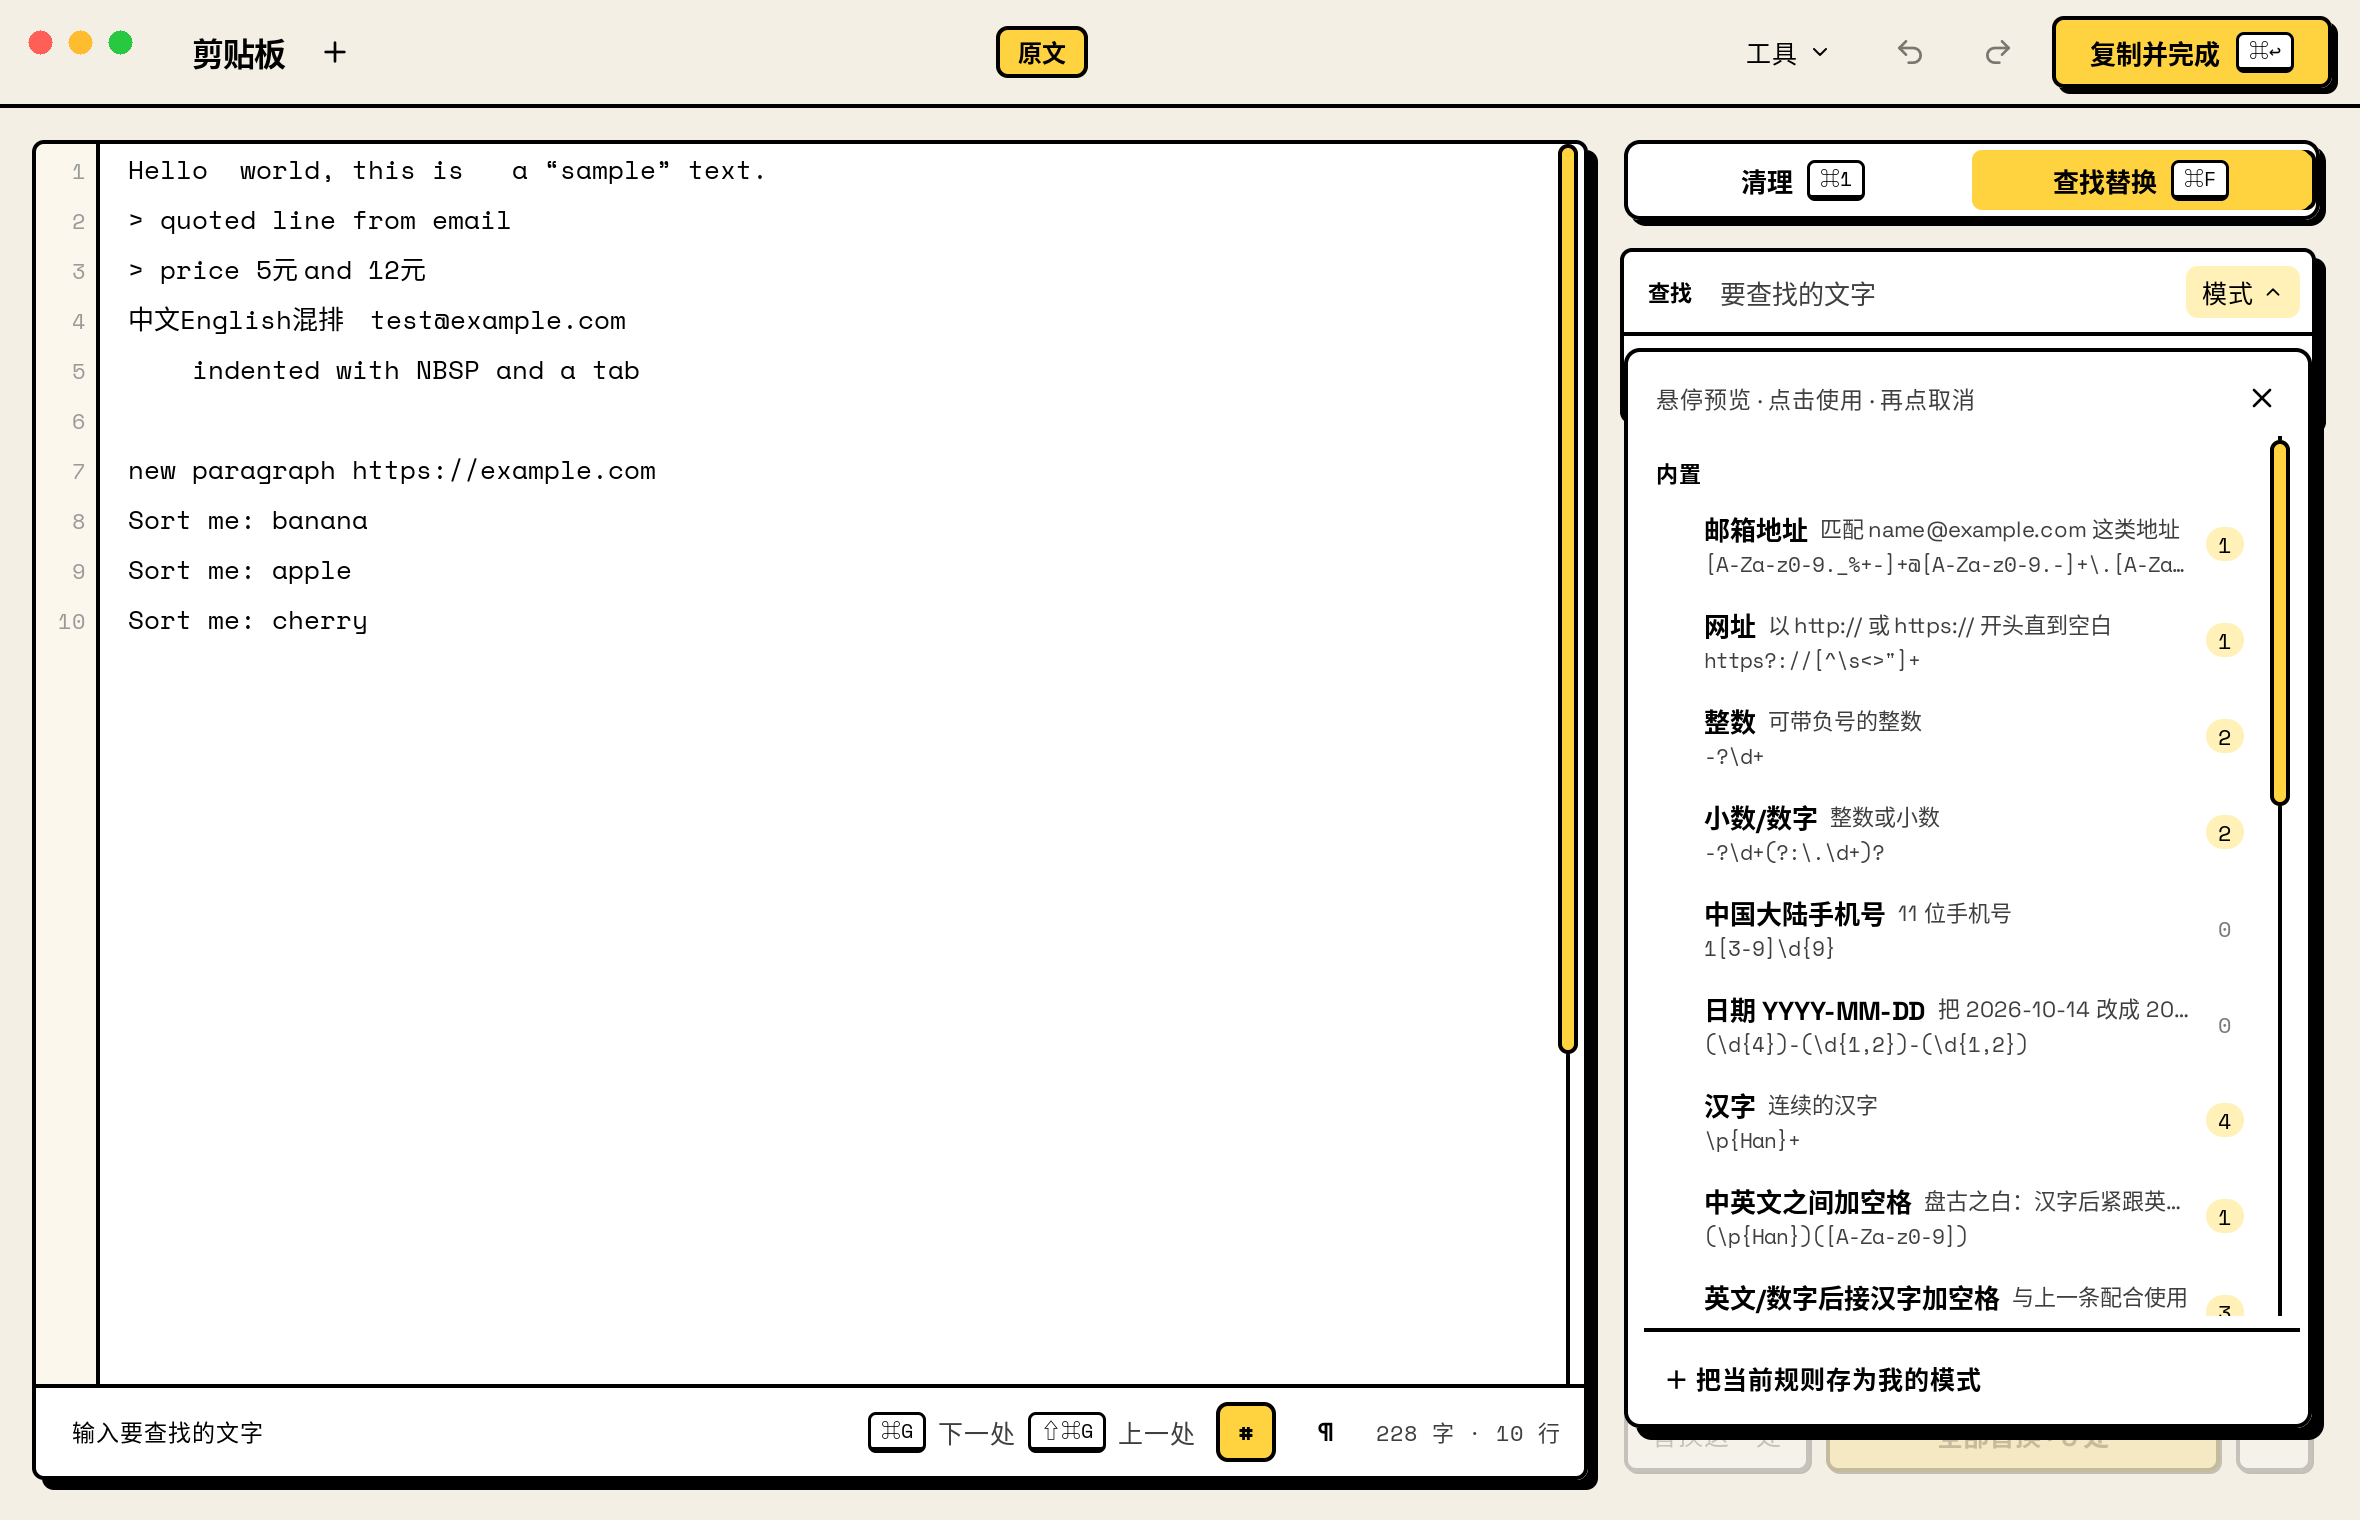 剪贴板 +
原文
工具
复制并完成 ⌘↩
1 Hello  world, this is   a “sample” text.
2 > quoted line from email
3 > price 5元 and 12元
4 中文English混排  test@example.com
5     indented with NBSP and a tab
6
7 new paragraph https://example.com
8 Sort me: banana
9 Sort me: apple
10 Sort me: cherry
输入要查找的文字
⌘G 下一处 ⇧⌘G 上一处 # ¶ 228 字 · 10 行
清理 ⌘1 查找替换 ⌘F
查找 要查找的文字 模式
悬停预览 · 点击使用 · 再点取消
内置
邮箱地址 匹配 name@example.com 这类地址 1
[A-Za-z0-9._%+-]+@[A-Za-z0-9.-]+\.[A-Za…
网址 以 http:// 或 https:// 开头直到空白 1
https?://[^\s<>"]+
整数 可带负号的整数 2
-?\d+
小数/数字 整数或小数 2
-?\d+(?:\.\d+)?
中国大陆手机号 11 位手机号 0
1[3-9]\d{9}
日期 YYYY-MM-DD 把 2026-10-14 改成 20… 0
(\d{4})-(\d{1,2})-(\d{1,2})
汉字 连续的汉字 4
\p{Han}+
中英文之间加空格 盘古之白：汉字后紧跟英… 1
(\p{Han})([A-Za-z0-9])
英文/数字后接汉字加空格 与上一条配合使用 3
+ 把当前规则存为我的模式